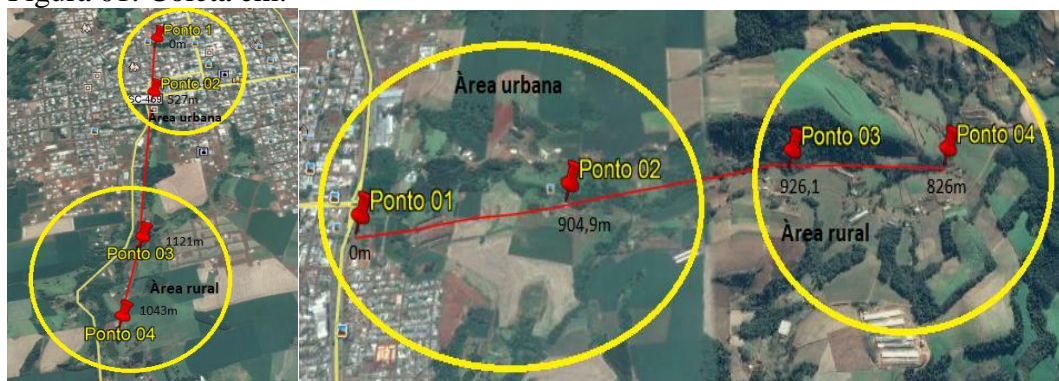 Figura 01: Coleta em:
Ponto 1
0m
Ponto 02
SC-469
527m
Àrea urbana
Ponto 03
1121m
Àrea rural
1043m
Ponto 04
Àrea urbana
Ponto 01
0m
Ponto 02
904,9m
Ponto 03
926,1
Ponto 04
826m
Àrea rural